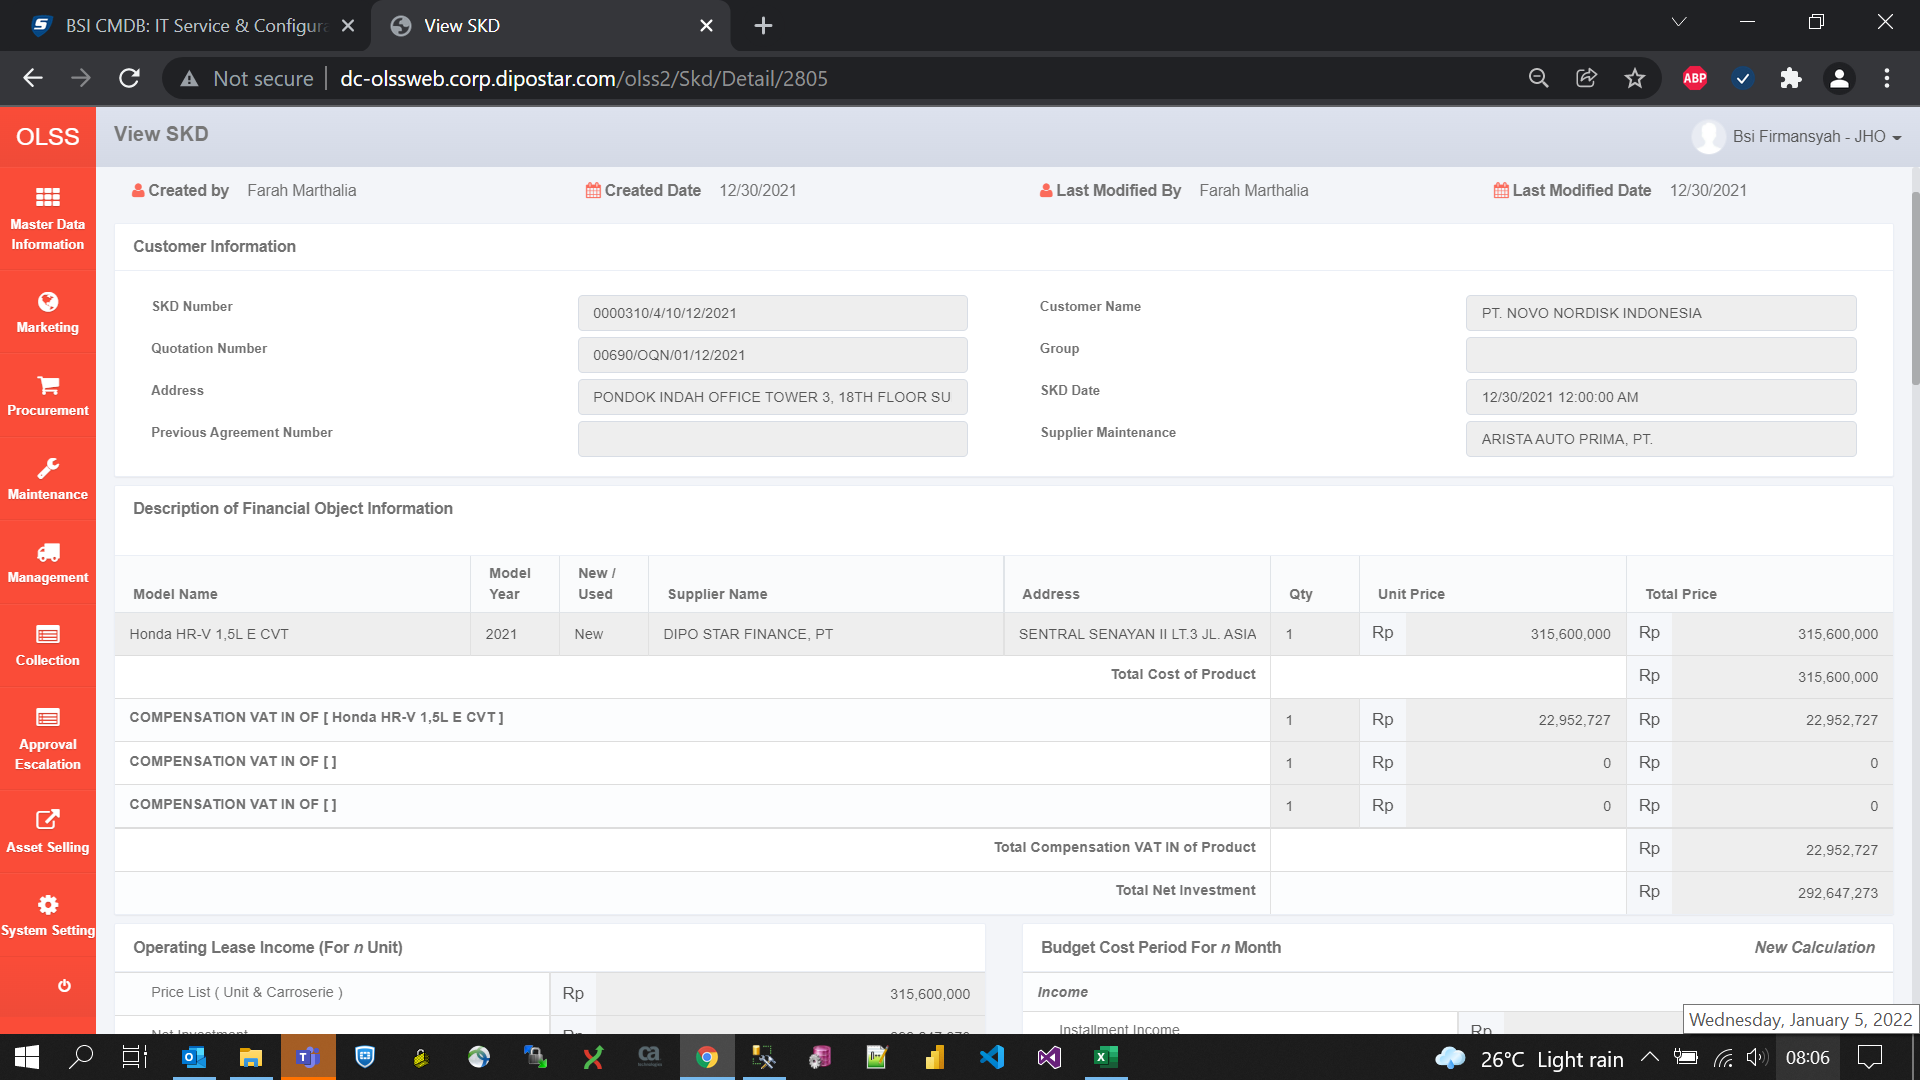 BSI CMDB: IT Service & Configura
View SKD
Not secure
dc-olssweb.corp.dipostar.com/olss2/Skd/Detail/2805
ABP
OLSS
View SKD
Bsi Firmansyah - JHO
Master Data Information
Marketing
Procurement
Maintenance
Management
Collection
Approval Escalation
Asset Selling
System Setting
Created by Farah Marthalia
Created Date 12/30/2021
Last Modified By Farah Marthalia
Last Modified Date 12/30/2021
Customer Information
SKD Number 0000310/4/10/12/2021
Customer Name PT. NOVO NORDISK INDONESIA
Quotation Number 00690/OQN/01/12/2021
Group
Address PONDOK INDAH OFFICE TOWER 3, 18TH FLOOR SU
SKD Date 12/30/2021 12:00:00 AM
Previous Agreement Number
Supplier Maintenance ARISTA AUTO PRIMA, PT.
Description of Financial Object Information
Model Name Model Year New / Used Supplier Name Address Qty Unit Price Total Price
Honda HR-V 1,5L E CVT 2021 New DIPO STAR FINANCE, PT SENTRAL SENAYAN II LT.3 JL. ASIA 1 Rp 315,600,000 Rp 315,600,000
Total Cost of Product Rp 315,600,000
COMPENSATION VAT IN OF [ Honda HR-V 1,5L E CVT ] 1 Rp 22,952,727 Rp 22,952,727
COMPENSATION VAT IN OF [ ] 1 Rp 0 Rp 0
COMPENSATION VAT IN OF [ ] 1 Rp 0 Rp 0
Total Compensation VAT IN of Product Rp 22,952,727
Total Net Investment Rp 292,647,273
Operating Lease Income (For n Unit)
Price List ( Unit & Carroserie ) Rp 315,600,000
Net Investment Rp 292,647,273
Budget Cost Period For n Month New Calculation
Income
Installment Income Rp
Wednesday, January 5, 2022
ca
26°C Light rain
08:06